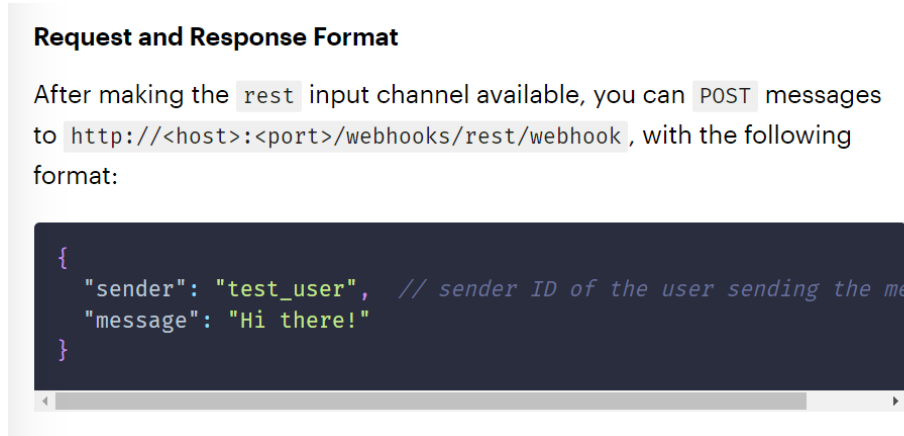 Request and Response Format
After making the rest input channel available, you can POST messages
to http://<host>:<port>/webhooks/rest/webhook, with the following
format:
{
  "sender": "test_user",  // sender ID of the user sending the
  "message": "Hi there!"
}